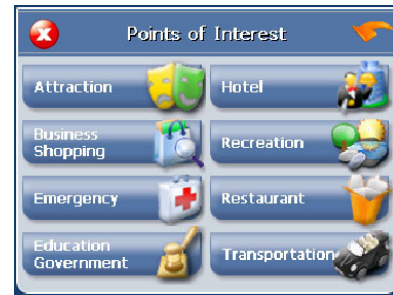 Points of Interest
Attraction
Hotel
Business
Shopping
Recreation
Emergency
Restaurant
Education
Government
Transportation